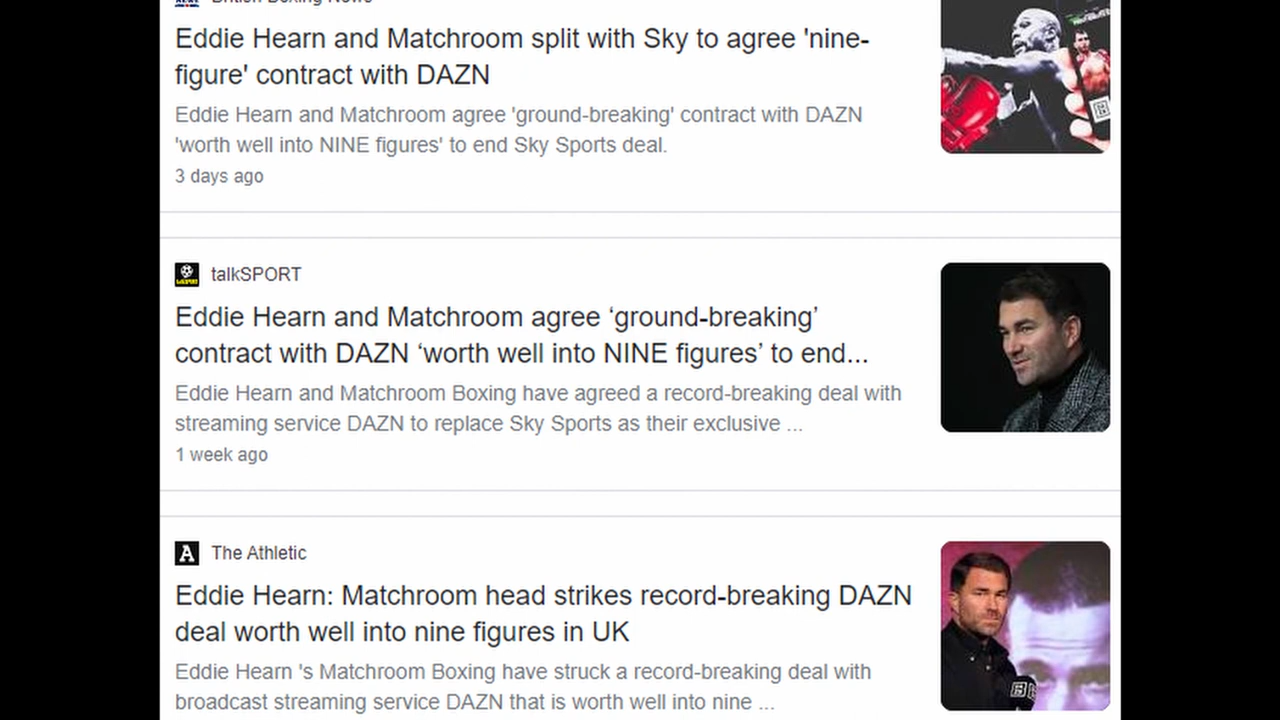 British Boxing News
Eddie Hearn and Matchroom split with Sky to agree 'nine-
figure' contract with DAZN
Eddie Hearn and Matchroom agree 'ground-breaking' contract with DAZN
'worth well into NINE figures' to end Sky Sports deal.
3 days ago
talkSPORT
Eddie Hearn and Matchroom agree ‘ground-breaking’
contract with DAZN ‘worth well into NINE figures’ to end...
Eddie Hearn and Matchroom Boxing have agreed a record-breaking deal with
streaming service DAZN to replace Sky Sports as their exclusive ...
1 week ago
The Athletic
Eddie Hearn: Matchroom head strikes record-breaking DAZN
deal worth well into nine figures in UK
Eddie Hearn 's Matchroom Boxing have struck a record-breaking deal with
broadcast streaming service DAZN that is worth well into nine ...